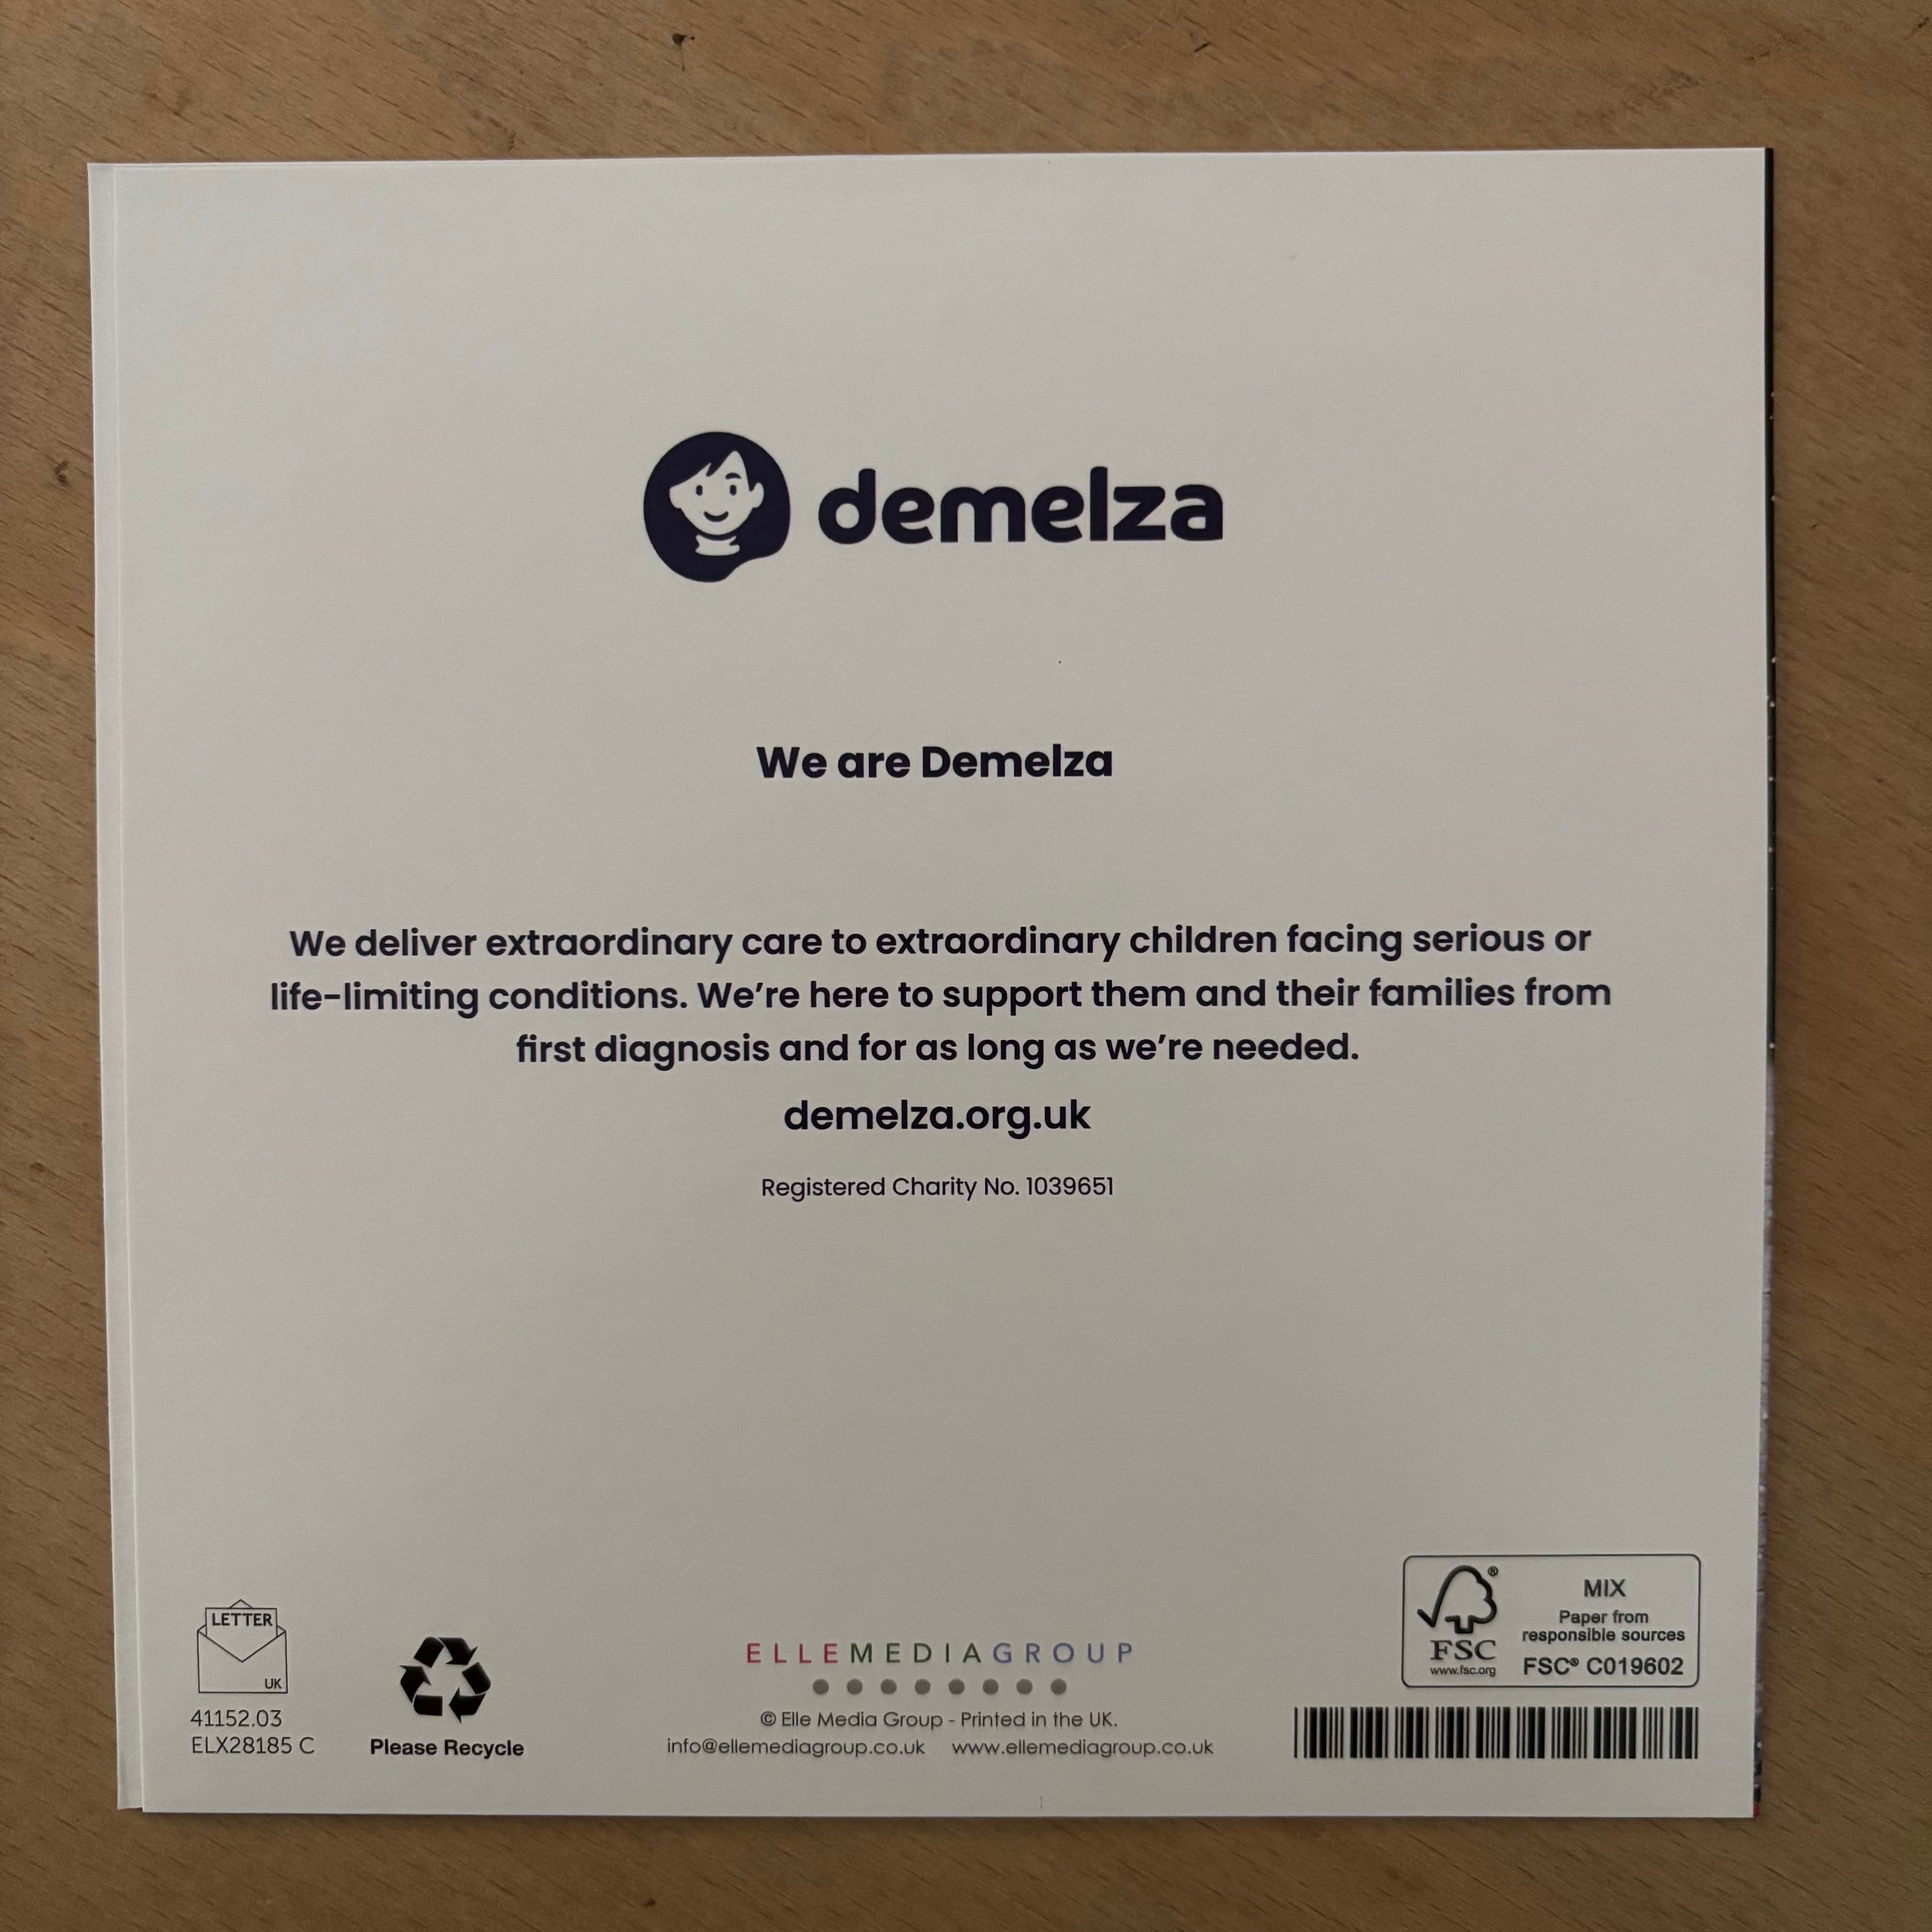 demelza
We are Demelza
We deliver extraordinary care to extraordinary children facing serious or
life-limiting conditions. We’re here to support them and their families from
first diagnosis and for as long as we’re needed.
demelza.org.uk
Registered Charity No. 1039651
LETTER
UK
41152.03
ELX28185 C
Please Recycle
ELLEMEDIAGROUP
© Elle Media Group - Printed in the UK.
info@ellemediagroup.co.uk www.ellemediagroup.co.uk
®
FSC
www.fsc.org
MIX
Paper from
responsible sources
FSC® C019602